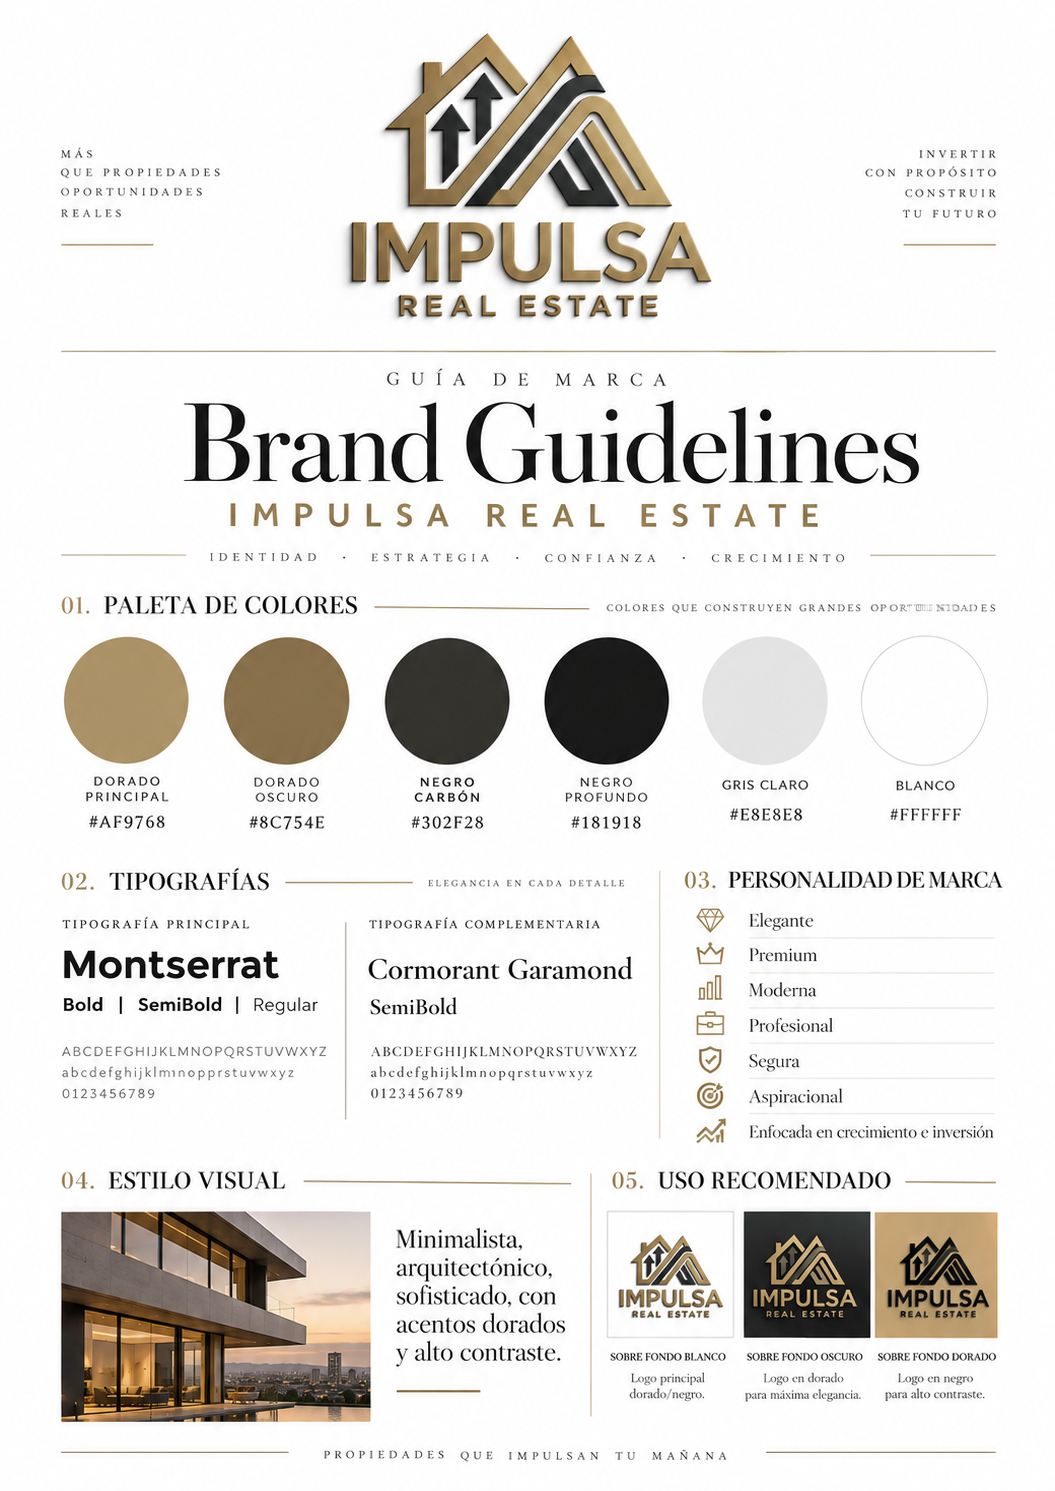 MÁS
QUE PROPIEDADES
OPORTUNIDADES
REALES
INVERTIR
CON PROPÓSITO
CONSTRUIR
TU FUTURO
IMPULSA
REAL ESTATE
GUÍA DE MARCA
Brand Guidelines
IMPULSA REAL ESTATE
IDENTIDAD · ESTRATEGIA · CONFIANZA · CRECIMIENTO
01. PALETA DE COLORES
COLORES QUE CONSTRUYEN GRANDES
DORADO
PRINCIPAL
#AF9768
DORADO
OSCURO
#8C754E
NEGRO
CARBÓN
#302F28
NEGRO
PROFUNDO
#181918
GRIS CLARO
#E8E8E8
BLANCO
#FFFFFF
02. TIPOGRAFÍAS
ELEGANCIA EN CADA DETALLE
TIPOGRAFÍA PRINCIPAL
Montserrat
Bold | SemiBold | Regular
ABCDEFGHIJKLMNOPQRSTUVWXYZ
abcdefghijklmnopprstuvwxyz
0123456789
TIPOGRAFÍA COMPLEMENTARIA
Cormorant Garamond
SemiBold
ABCDEFGHIJKLMNOPQRSTUVWXYZ
abcdefghijklmnopqrstuvwxyz
0123456789
03. PERSONALIDAD DE MARCA
Elegante
Premium
Moderna
Profesional
Segura
Aspiracional
Enfocada en crecimiento e inversión
04. ESTILO VISUAL
Minimalista,
arquitectónico,
sofisticado, con
acentos dorados
y alto contraste.
05. USO RECOMENDADO
IMPULSA
REAL ESTATE
SOBRE FONDO BLANCO
Logo principal
dorado/negro.
IMPULSA
REAL ESTATE
SOBRE FONDO OSCURO
Logo en dorado
para máxima elegancia.
IMPULSA
REAL ESTATE
SOBRE FONDO DORADO
Logo en negro
para alto contraste.
PROPIEDADES QUE IMPULSAN TU MAÑANA